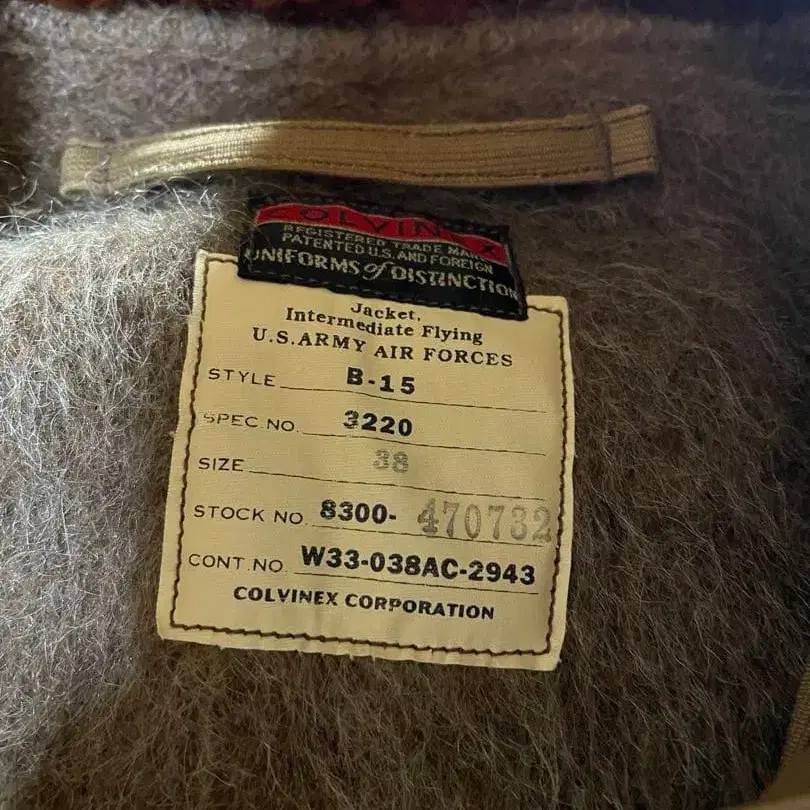 COLVINEX
REGISTERED TRADE MARK
PATENTED U.S. AND FOREIGN
UNIFORMS of DISTINCTION
Jacket,
Intermediate Flying
U.S.ARMY AIR FORCES
STYLE B-15
SPEC NO. 3220
SIZE 38
STOCK NO. 8300-470732
CONT.NO. W33-038AC-2943
COLVINEX CORPORATION